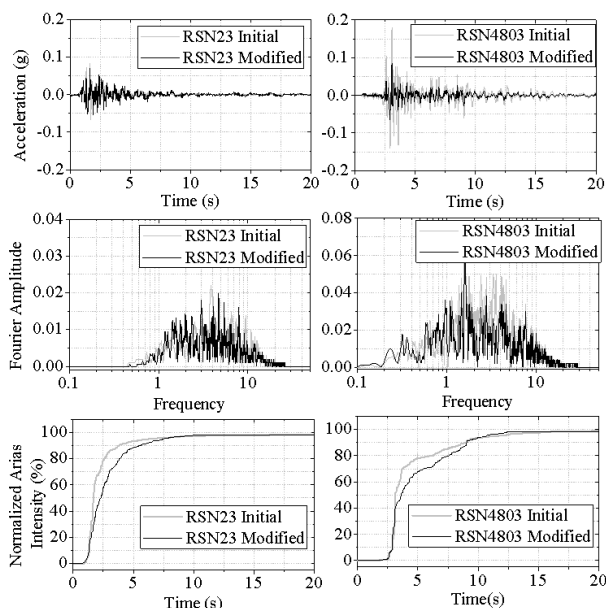 0.2
0.1
0.0
-0.1
-0.2
Acceleration (g)
RSN23 Initial
RSN23 Modified
0 5 10 15 20
Time (s)
0.2
0.1
0.0
-0.1
-0.2
RSN4803 Initial
RSN4803 Modified
0 5 10 15 20
Time (s)
0.04
0.03
0.02
0.01
0.00
Fourier Amplitude
RSN23 Initial
RSN23 Modified
0.1 1 10
Frequency
0.08
0.06
0.04
0.02
0.00
RSN4803 Initial
RSN4803 Modified
0.1 1 10
Frequency
100
80
60
40
20
0
Normalized Arias
Intensity (%)
RSN23 Initial
RSN23 Modified
0 5 10 15 20
Time (s)
100
80
60
40
20
0
RSN4803 Initial
RSN4803 Modified
0 5 10 15 20
Time(s)